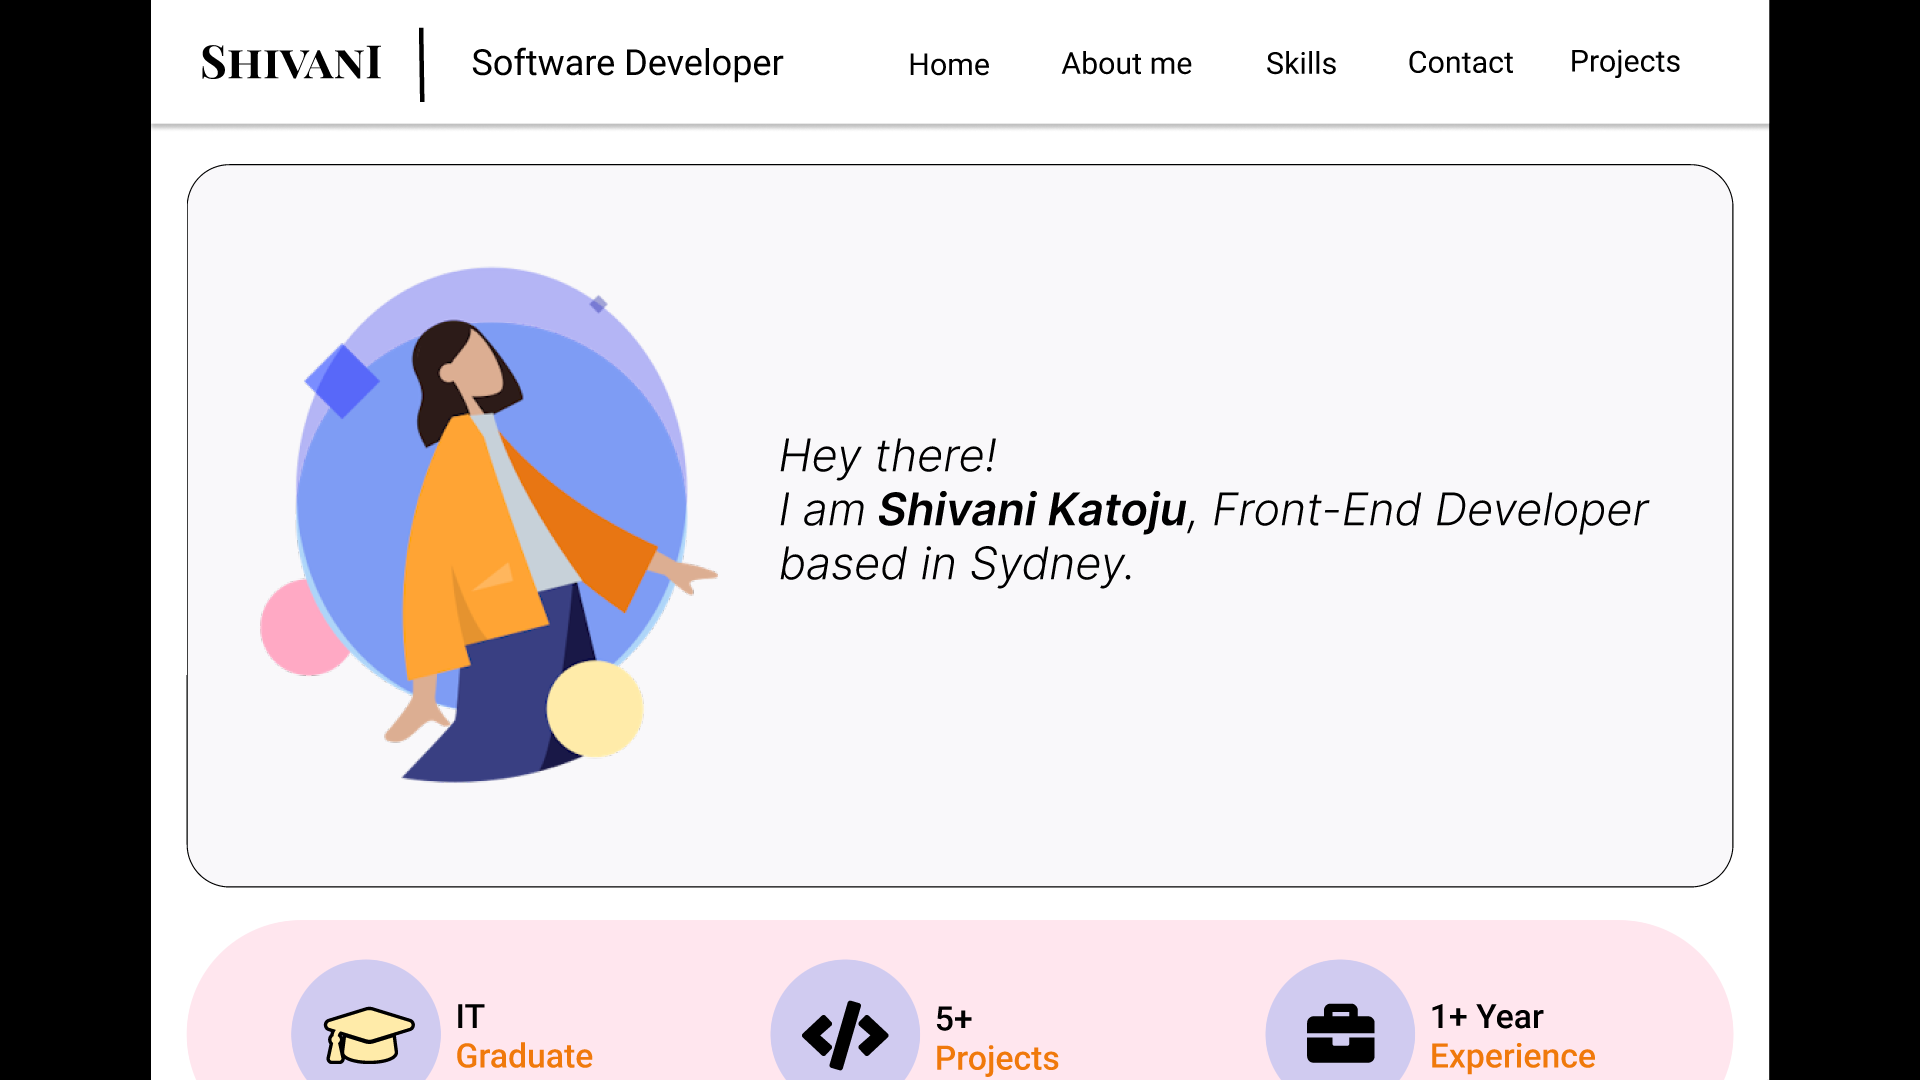 SHIVANI
Software Developer
Home
About me
Skills
Contact
Projects
Hey there!
I am Shivani Katoju, Front-End Developer
based in Sydney.
IT
Graduate
5+
Projects
1+ Year
Experience